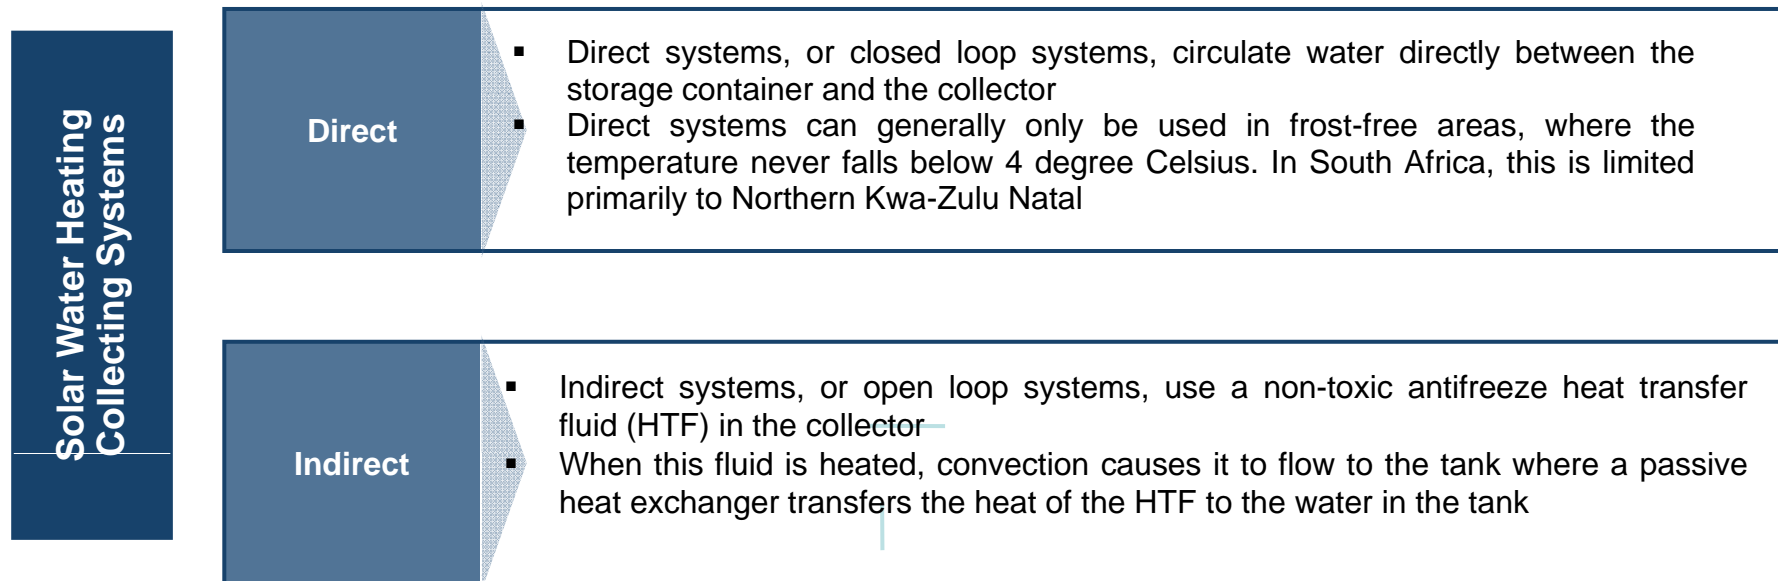 Solar Water Heating
Collecting Systems
Direct
▪ Direct systems, or closed loop systems, circulate water directly between the
storage container and the collector
▪ Direct systems can generally only be used in frost-free areas, where the
temperature never falls below 4 degree Celsius. In South Africa, this is limited
primarily to Northern Kwa-Zulu Natal
Indirect
▪ Indirect systems, or open loop systems, use a non-toxic antifreeze heat transfer
fluid (HTF) in the collector
▪ When this fluid is heated, convection causes it to flow to the tank where a passive
heat exchanger transfers the heat of the HTF to the water in the tank